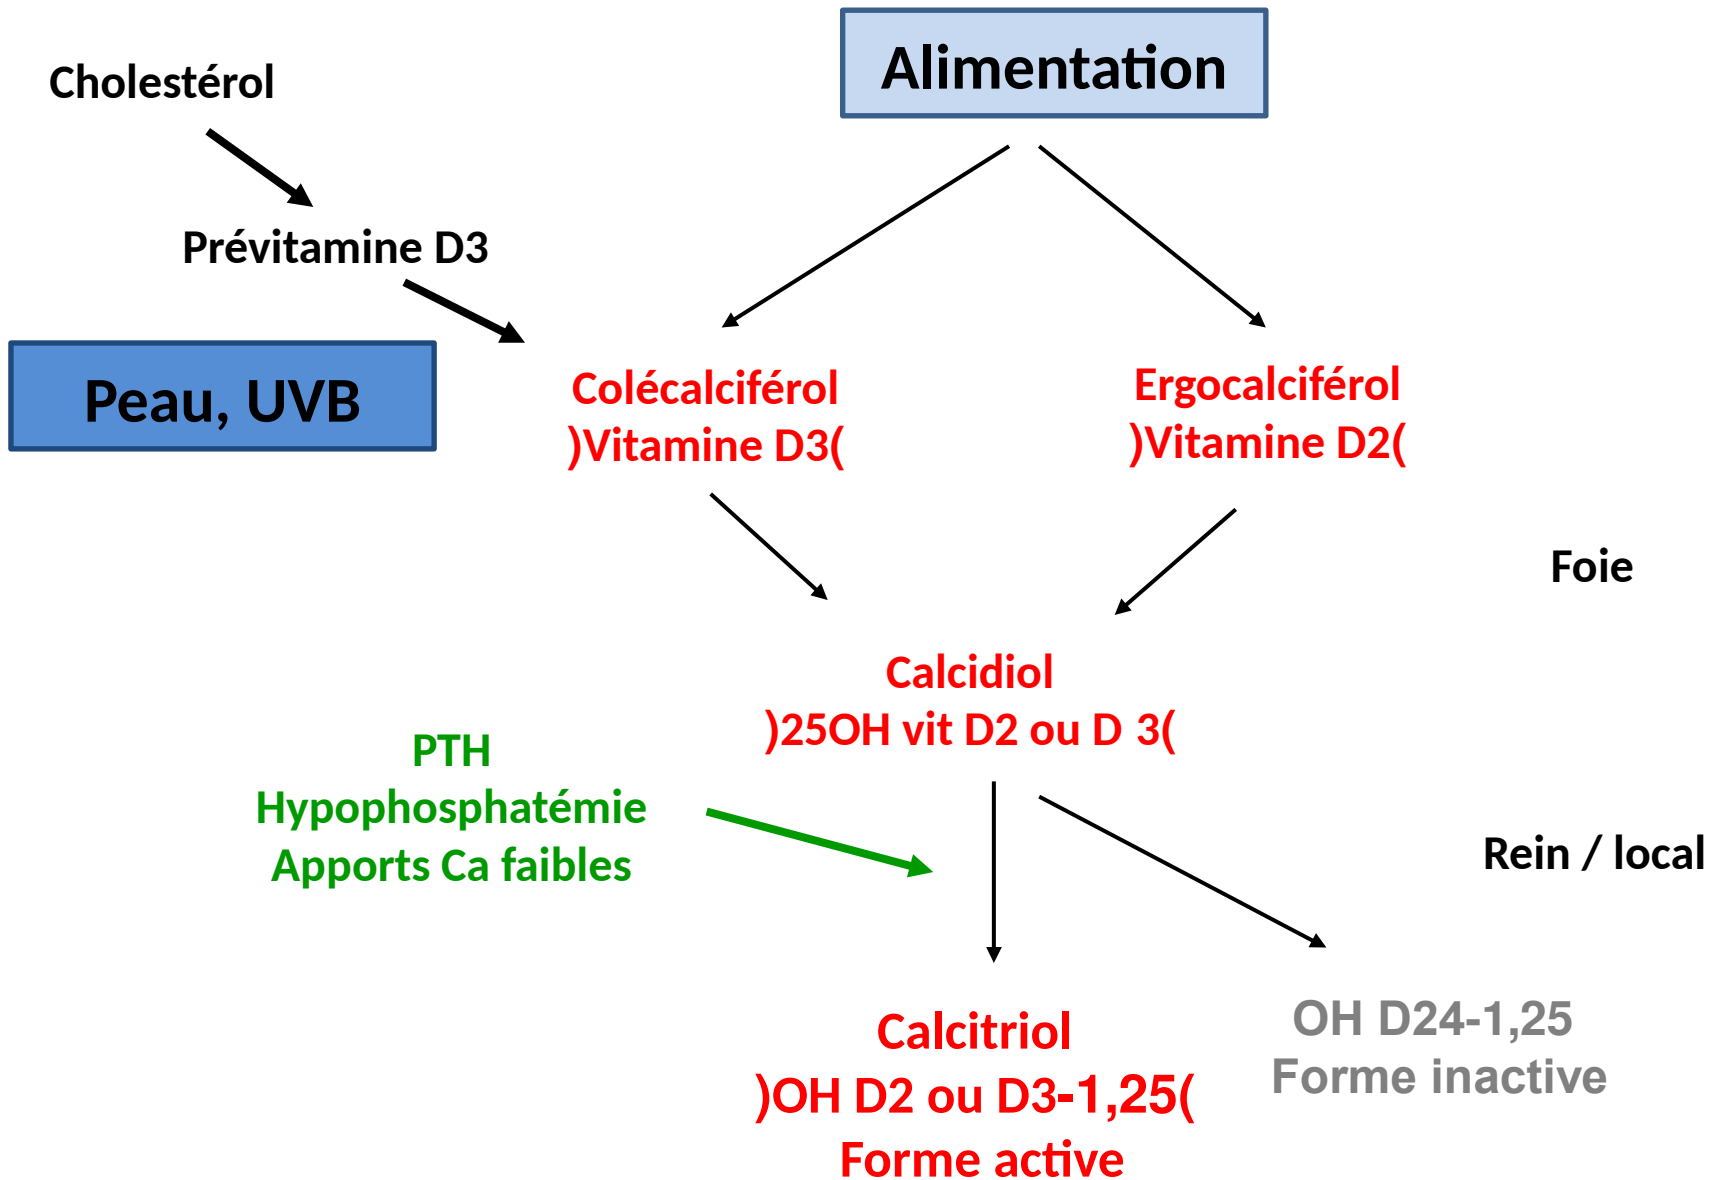 Alimentation
Cholestérol
Prévitamine D3
Peau, UVB
Colécalciférol
)Vitamine D3(
Ergocalciférol
)Vitamine D2(
Foie
Calcidiol
)25OH vit D2 ou D 3(
PTH
Hypophosphatémie
Apports Ca faibles
Rein / local
Calcitriol
)OH D2 ou D3-1,25(
Forme active
OH D24-1,25
Forme inactive